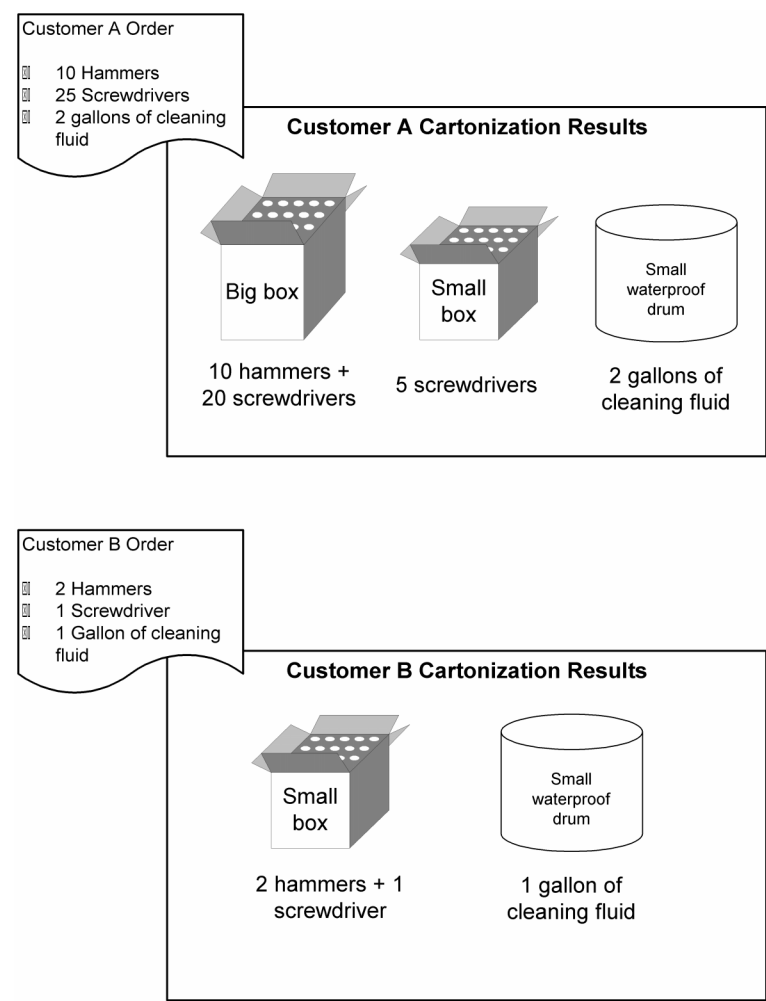 Customer A Order
10 Hammers
25 Screwdrivers
2 gallons of cleaning
fluid
Customer A Cartonization Results
Big box
Small
box
Small
waterproof
drum
10 hammers +
20 screwdrivers
5 screwdrivers
2 gallons of
cleaning fluid
Customer B Order
2 Hammers
1 Screwdriver
1 Gallon of cleaning
fluid
Customer B Cartonization Results
Small
box
Small
waterproof
drum
2 hammers + 1
screwdriver
1 gallon of
cleaning fluid